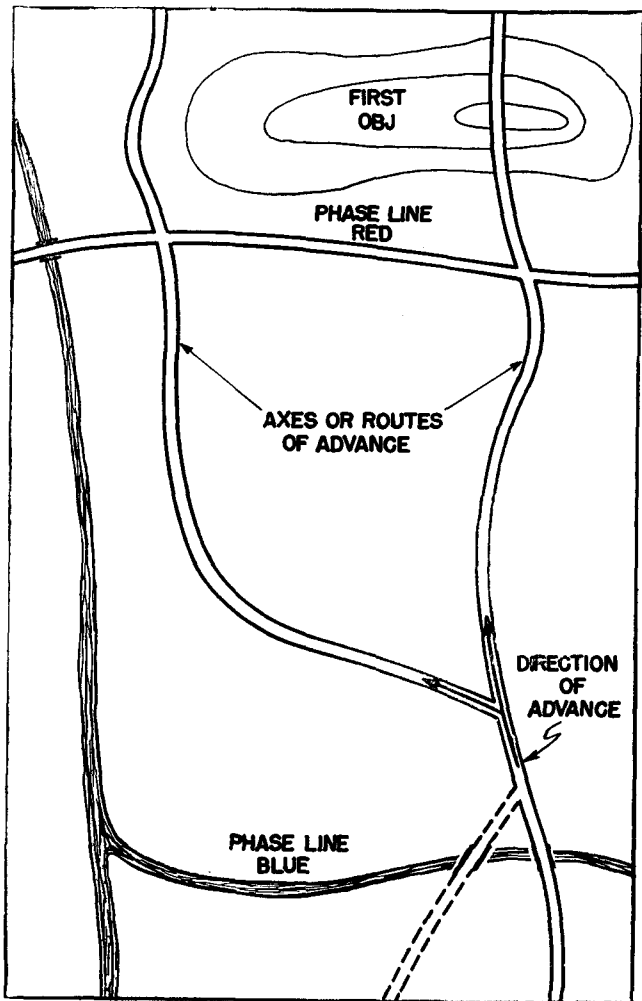 FIRST
OBJ
PHASE LINE
RED
AXES OR ROUTES
OF ADVANCE
DIRECTION
OF
ADVANCE
PHASE LINE
BLUE